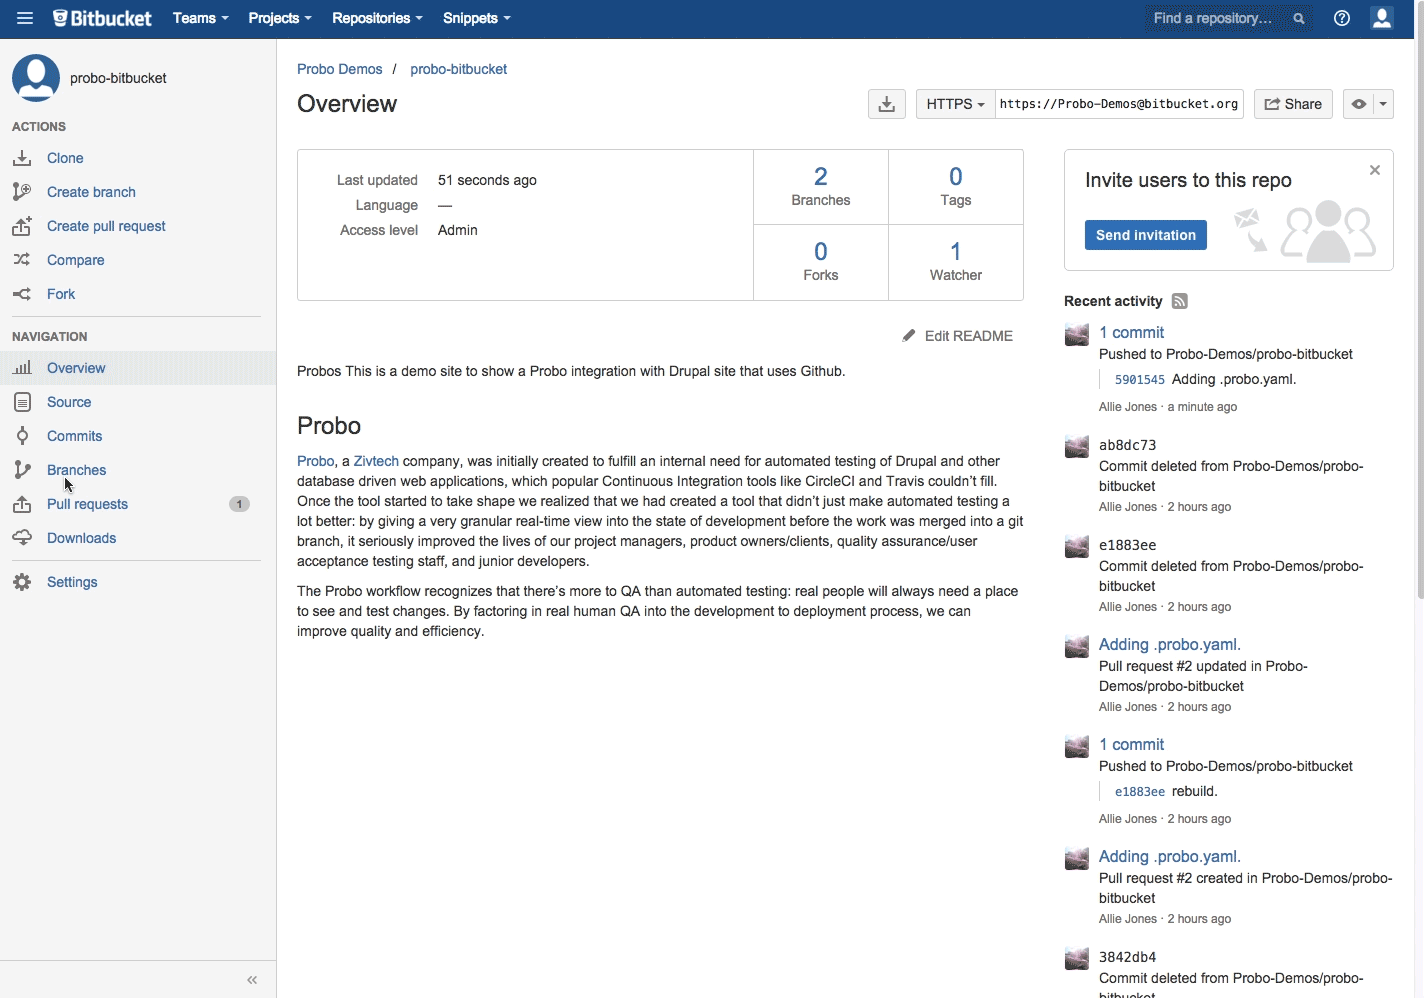 Bitbucket Teams Projects Repositories Snippets Find a repository...
probo-bitbucket
ACTIONS
Clone
Create branch
Create pull request
Compare
Fork
NAVIGATION
Overview
Source
Commits
Branches
Pull requests 1
Downloads
Settings
Probo Demos / probo-bitbucket
Overview
HTTPS https://Probo-Demos@bitbucket.org Share
Last updated 51 seconds ago
Language —
Access level Admin
2
Branches
0
Tags
0
Forks
1
Watcher
Edit README
Probos This is a demo site to show a Probo integration with Drupal site that uses Github.
Probo
Probo, a Zivtech company, was initially created to fulfill an internal need for automated testing of Drupal and other
database driven web applications, which popular Continuous Integration tools like CircleCI and Travis couldn't fill.
Once the tool started to take shape we realized that we had created a tool that didn't just make automated testing a
lot better: by giving a very granular real-time view into the state of development before the work was merged into a git
branch, it seriously improved the lives of our project managers, product owners/clients, quality assurance/user
acceptance testing staff, and junior developers.
The Probo workflow recognizes that there's more to QA than automated testing: real people will always need a place
to see and test changes. By factoring in real human QA into the development to deployment process, we can
improve quality and efficiency.
Invite users to this repo
Send invitation
Recent activity
1 commit
Pushed to Probo-Demos/probo-bitbucket
5901545 Adding .probo.yaml.
Allie Jones · a minute ago
ab8dc73
Commit deleted from Probo-Demos/probo-
bitbucket
Allie Jones · 2 hours ago
e1883ee
Commit deleted from Probo-Demos/probo-
bitbucket
Allie Jones · 2 hours ago
Adding .probo.yaml.
Pull request #2 updated in Probo-
Demos/probo-bitbucket
Allie Jones · 2 hours ago
1 commit
Pushed to Probo-Demos/probo-bitbucket
e1883ee rebuild.
Allie Jones · 2 hours ago
Adding .probo.yaml.
Pull request #2 created in Probo-Demos/probo-
bitbucket
Allie Jones · 2 hours ago
3842db4
Commit deleted from Probo-Demos/probo-
bitbucket